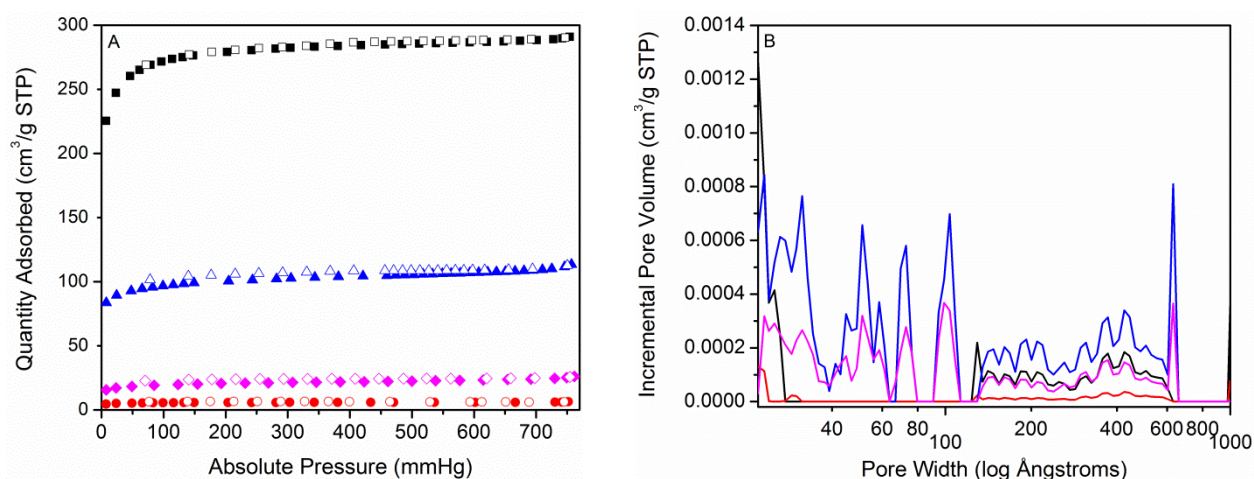 A
300
250
200
150
100
50
0
0 100 200 300 400 500 600 700
Quantity Adsorbed (cm³/g STP)
Absolute Pressure (mmHg)
B
0.0014
0.0012
0.0010
0.0008
0.0006
0.0004
0.0002
0.0000
40 60 80 100 200 400 600 1000
Incremental Pore Volume (cm³/g STP)
Pore Width (log Ångstroms)